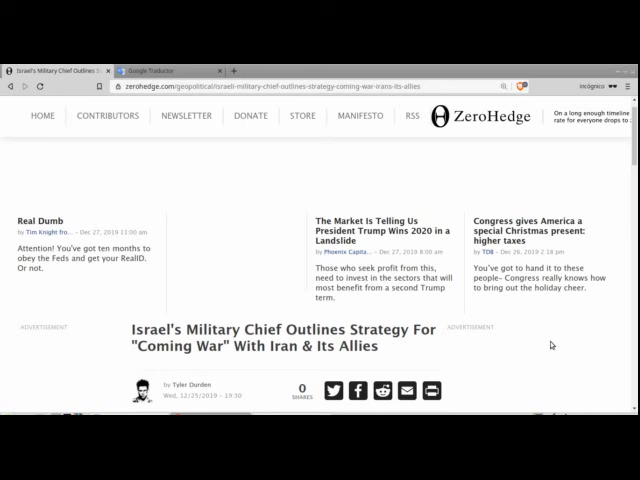 Israel's Military Chief Outlines S
Google Traductor
zerohedge.com/geopolitical/israeli-military-chief-outlines-strategy-coming-war-irans-its-allies
incógnico
HOME
CONTRIBUTORS
NEWSLETTER
DONATE
STORE
MANIFESTO
RSS
ZeroHedge
On a long enough timeline
rate for everyone drops to
Real Dumb
by Tim Knight fro... - Dec 27, 2019 11:00 am
Attention! You've got ten months to
obey the Feds and get your RealID.
Or not.
The Market Is Telling Us
President Trump Wins 2020 in a
Landslide
by Phoenix Capita... - Dec 27, 2019 8:00 am
Those who seek profit from this,
need to invest in the sectors that will
most benefit from a second Trump
term.
Congress gives America a
special Christmas present:
higher taxes
by TDB - Dec 26, 2019 2:18 pm
You've got to hand it to these
people- Congress really knows how
to bring out the holiday cheer.
ADVERTISEMENT
Israel's Military Chief Outlines Strategy For
"Coming War" With Iran & Its Allies
ADVERTISEMENT
by Tyler Durden
Wed, 12/25/2019 - 19:30
0
SHARES